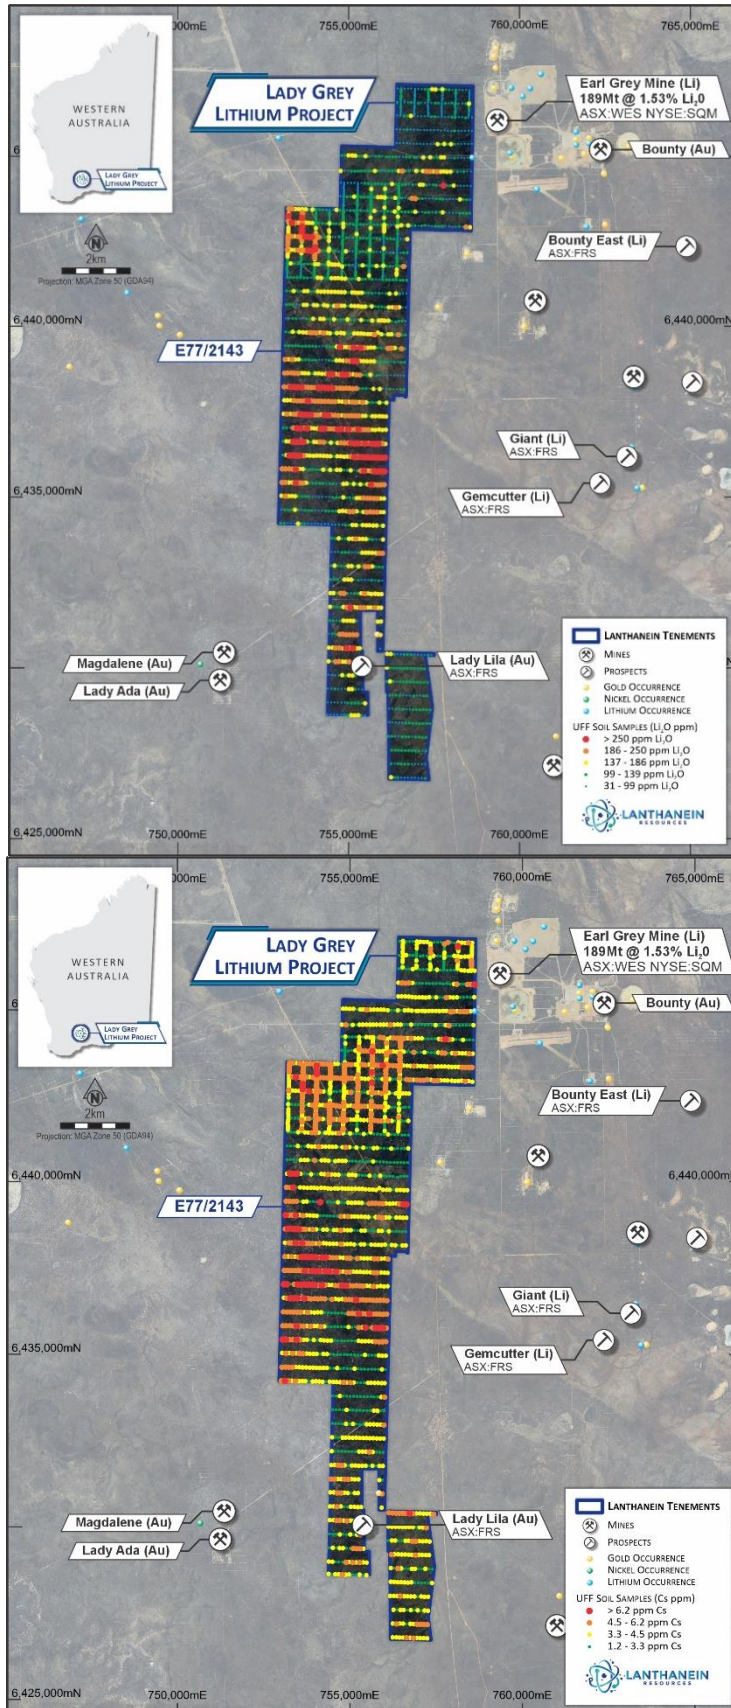 750,000mE
755,000mE
760,000mE
765,000mE
WESTERN
AUSTRALIA
LADY GREY
LITHIUM PROJECT
LADY GREY
LITHIUM PROJECT
Earl Grey Mine (Li)
189Mt @ 1.53% Li₂0
ASX:WES NYSE:SQM
Bounty (Au)
N
2km
Projection: MGA Zone 50 (GDA94)
Bounty East (Li)
ASX:FRS
6,440,000mN
6,440,000mN
E77/2143
Giant (Li)
ASX:FRS
Gemcutter (Li)
ASX:FRS
6,435,000mN
Magdalene (Au)
Lady Ada (Au)
Lady Lila (Au)
ASX:FRS
LANTHANEIN TENEMENTS
MINES
PROSPECTS
GOLD OCCURRENCE
NICKEL OCCURRENCE
LITHIUM OCCURRENCE
UFF SOIL SAMPLES (Li₂O ppm)
> 250 ppm Li₂O
186 - 250 ppm Li₂O
137 - 186 ppm Li₂O
99 - 139 ppm Li₂O
31 - 99 ppm Li₂O
LANTHANEIN
RESOURCES
6,425,000mN
750,000mE
755,000mE
760,000mE
765,000mE
WESTERN
AUSTRALIA
LADY GREY
LITHIUM PROJECT
LADY GREY
LITHIUM PROJECT
Earl Grey Mine (Li)
189Mt @ 1.53% Li₂0
ASX:WES NYSE:SQM
Bounty (Au)
N
2km
Projection: MGA Zone 50 (GDA94)
Bounty East (Li)
ASX:FRS
6,440,000mN
6,440,000mN
E77/2143
Giant (Li)
ASX:FRS
Gemcutter (Li)
ASX:FRS
6,435,000mN
Magdalene (Au)
Lady Ada (Au)
Lady Lila (Au)
ASX:FRS
LANTHANEIN TENEMENTS
MINES
PROSPECTS
GOLD OCCURRENCE
NICKEL OCCURRENCE
LITHIUM OCCURRENCE
UFF SOIL SAMPLES (Cs ppm)
> 6.2 ppm Cs
4.5 - 6.2 ppm Cs
3.3 - 4.5 ppm Cs
1.2 - 3.3 ppm Cs
LANTHANEIN
RESOURCES
6,425,000mN
750,000mE
755,000mE
760,000mE